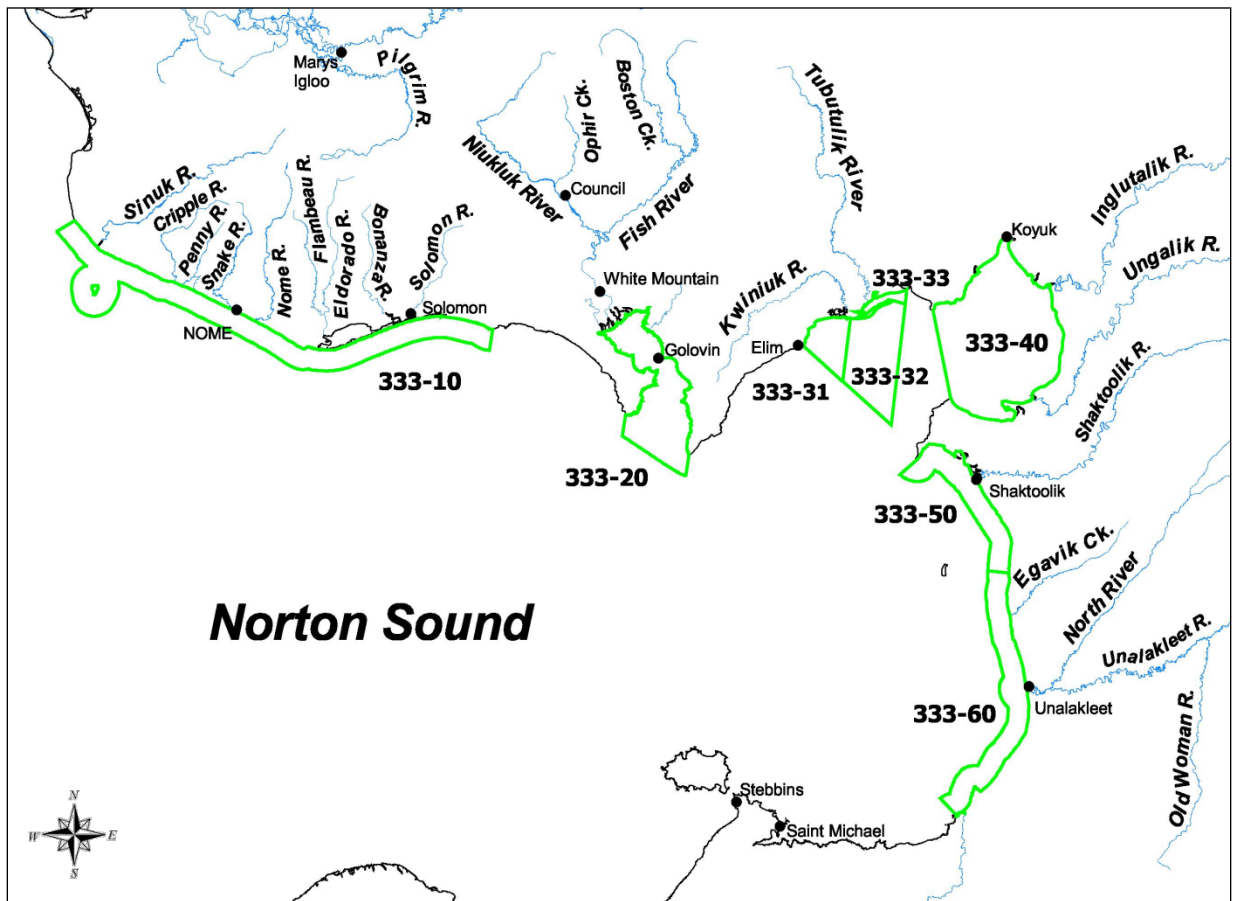 Marys
Igloo
Pilgrim R.
Sinuk R.
Cripple R.
Penny R.
Snake R.
Nome R.
Flambeau R.
Eldorado R.
Bonanza R.
Solomon R.
Solomon
NOME
333-10
Niukluk River
Ophir Ck.
Boston Ck.
Council
Fish River
White Mountain
Golovin
333-20
Kwiniuk R.
Tubutulik River
Elim
333-31
333-32
333-33
Koyuk
333-40
Inglutalik R.
Ungalik R.
Shaktoolik R.
Shaktoolik
333-50
Egavik Ck.
North River
Unalakleet R.
Unalakleet
333-60
Old Woman R.
Norton Sound
Stebbins
Saint Michael
N
W
E
S